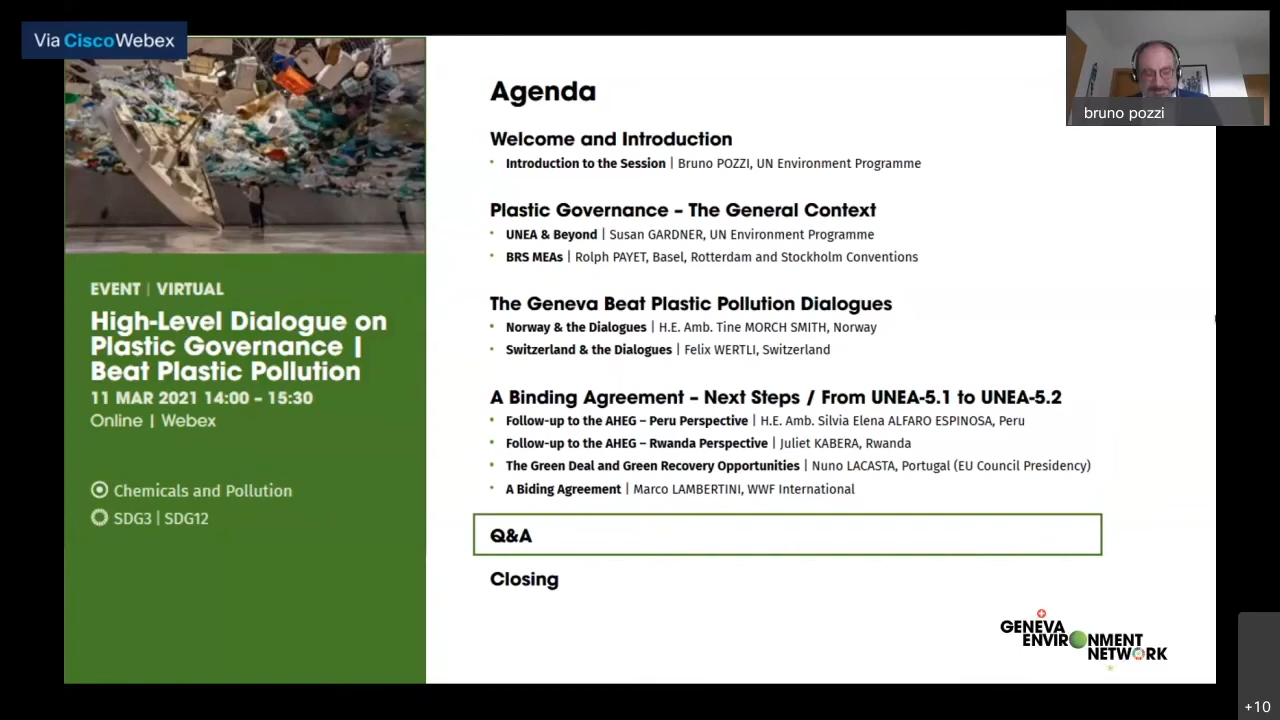 Via CiscoWebex
bruno pozzi
EVENT | VIRTUAL
High-Level Dialogue on
Plastic Governance |
Beat Plastic Pollution
11 MAR 2021 14:00 – 15:30
Online | Webex
Chemicals and Pollution
SDG3 | SDG12
Agenda
Welcome and Introduction
• Introduction to the Session | Bruno POZZI, UN Environment Programme
Plastic Governance – The General Context
• UNEA & Beyond | Susan GARDNER, UN Environment Programme
• BRS MEAs | Rolph PAYET, Basel, Rotterdam and Stockholm Conventions
The Geneva Beat Plastic Pollution Dialogues
• Norway & the Dialogues | H.E. Amb. Tine MORCH SMITH, Norway
• Switzerland & the Dialogues | Felix WERTLI, Switzerland
A Binding Agreement – Next Steps / From UNEA-5.1 to UNEA-5.2
• Follow-up to the AHEG – Peru Perspective | H.E. Amb. Silvia Elena ALFARO ESPINOSA, Peru
• Follow-up to the AHEG – Rwanda Perspective | Juliet KABERA, Rwanda
• The Green Deal and Green Recovery Opportunities | Nuno LACASTA, Portugal (EU Council Presidency)
• A Biding Agreement | Marco LAMBERTINI, WWF International
Q&A
Closing
GENEVA
ENVIRONMENT
NETWORK
+10